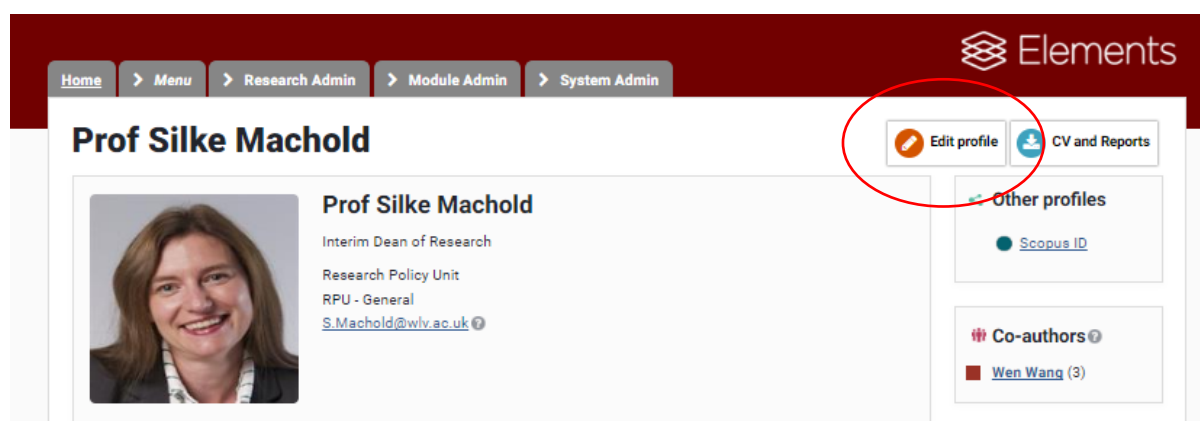 Elements
Home > Menu > Research Admin > Module Admin > System Admin
Prof Silke Machold
Edit profile CV and Reports
Prof Silke Machold
Interim Dean of Research
Research Policy Unit
RPU - General
S.Machold@wlv.ac.uk ?
Other profiles
Scopus ID
Co-authors ?
Wen Wang (3)